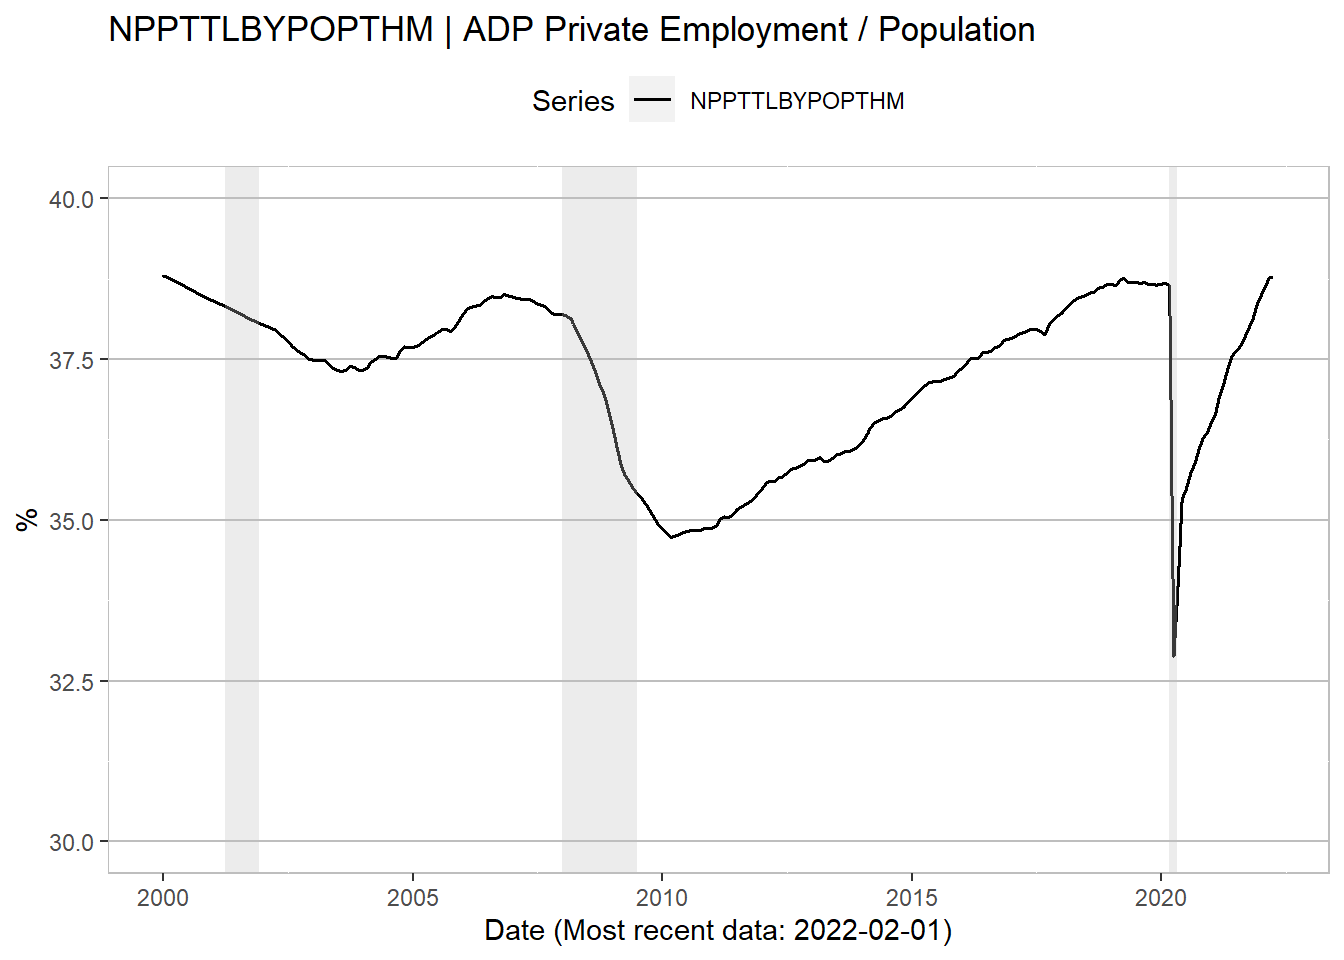 NPPTTLBYPOPTHM | ADP Private Employment / Population
Series NPPTTLBYPOPTHM
40.0
37.5
35.0
32.5
30.0
%
2000 2005 2010 2015 2020
Date (Most recent data: 2022-02-01)